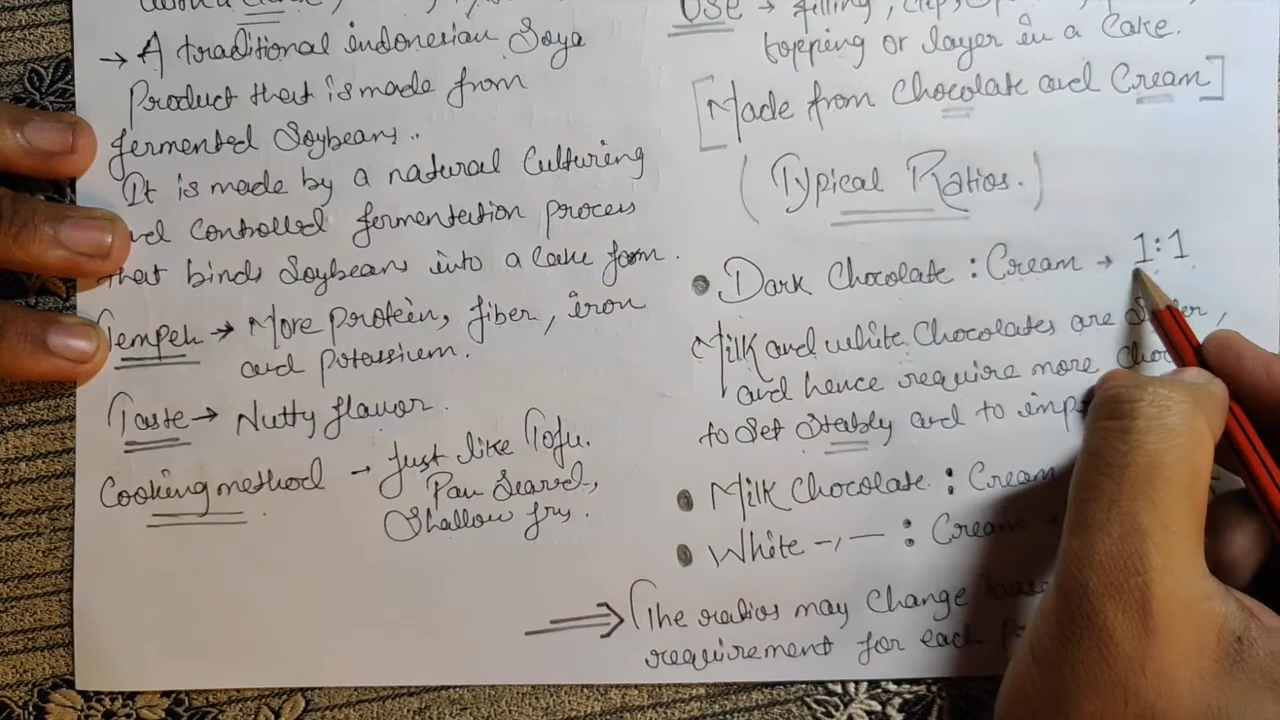 → A traditional indonesian Soya
Product that is made from
fermented Soybeans..
It is made by a natural Culturing
and Controlled fermentation process
that binds Soybeans into a Cake form.
Tempeh → More protein, fiber, iron
and potassium.
Taste → Nutty flavor.
Cooking method → Just like Tofu.
Pan Seared,
Shallow fry.
Use → filling,
topping or layer in a Cake.
[Made from Chocolate and Cream]
(Typical Ratios.)
• Dark Chocolate : Cream → 1:1
Milk and white Chocolates are
and hence require more
to Set Stably and to
• Milk Chocolate : Cream
• White -,- : Cream
⇒ The ratios may Change
requirement for each